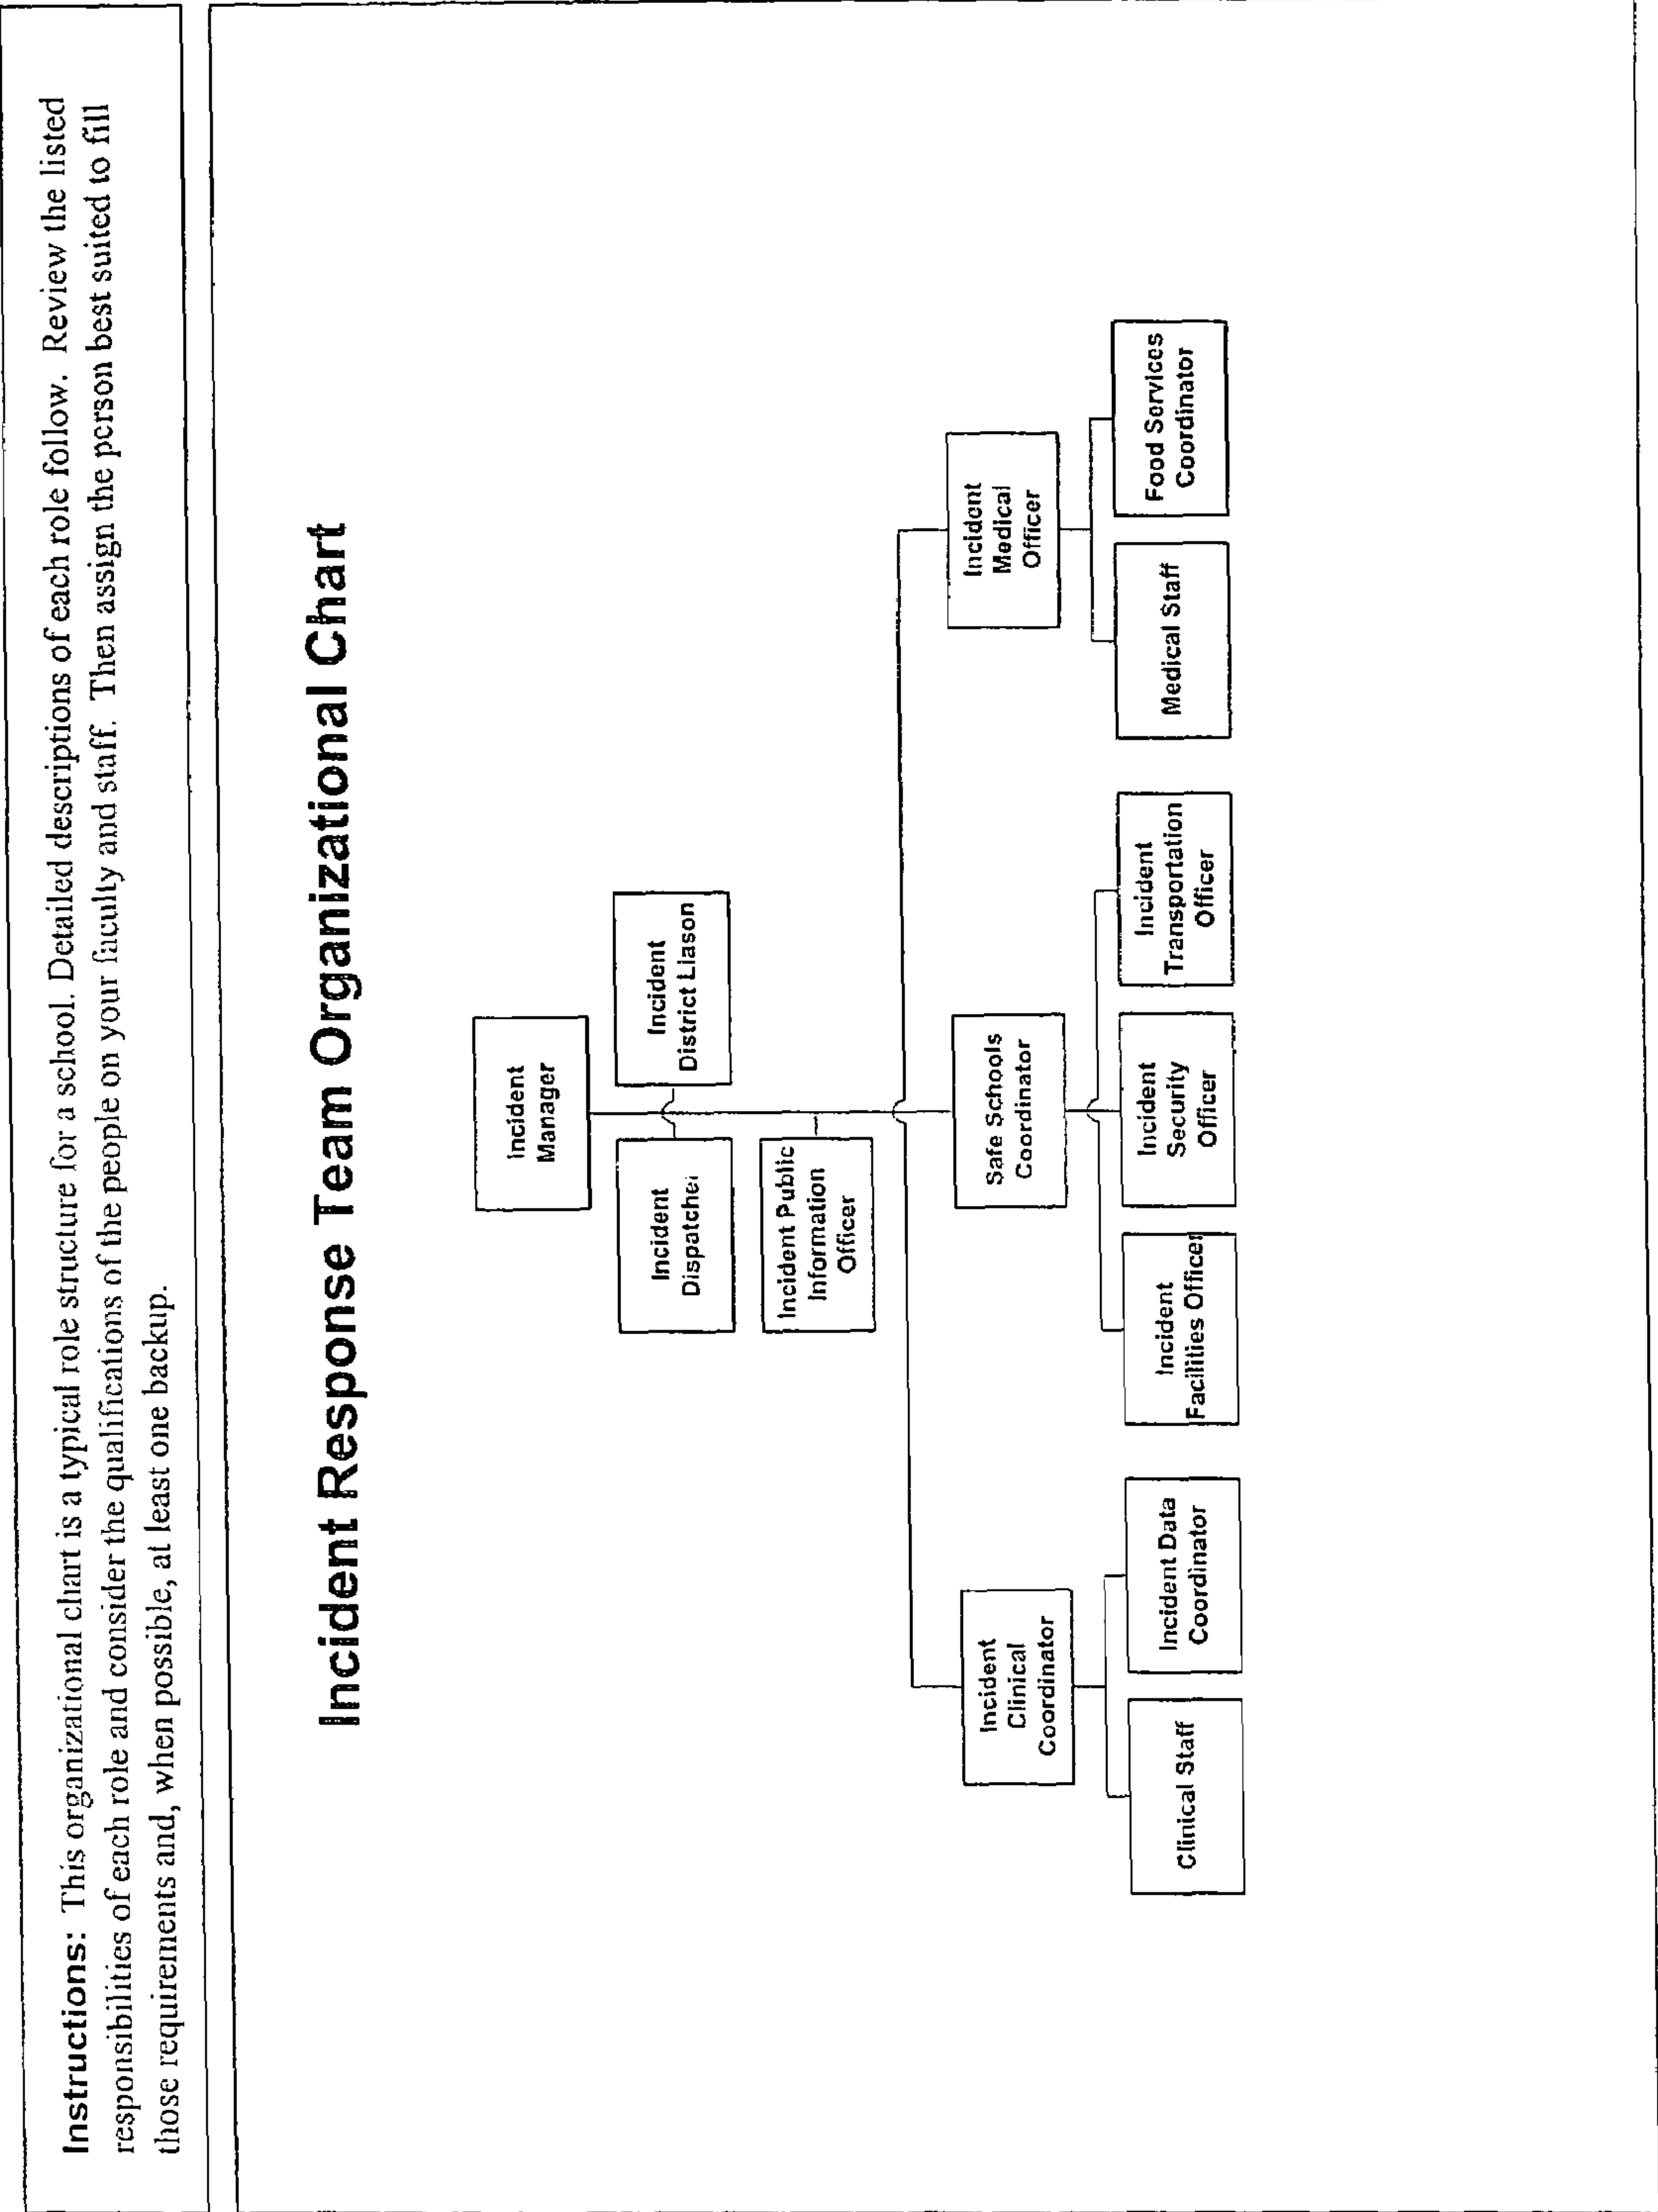 Instructions: This organizational chart is a typical role structure for a school. Detailed descriptions of each role follow. Review the listed
responsibilities of each role and consider the qualifications of the people on your faculty and staff. Then assign the person best suited to fill
those requirements and, when possible, at least one backup.
Incident Response Team Organizational Chart
Incident
Manager
Incident
Dispatcher
Incident
District Liason
Incident Public
Information
Officer
Incident
Clinical
Coordinator
Safe Schools
Coordinator
Incident
Medical
Officer
Clinical Staff
Incident Data
Coordinator
Incident
Facilities Officer
Incident
Security
Officer
Incident
Transportation
Officer
Medical Staff
Food Services
Coordinator